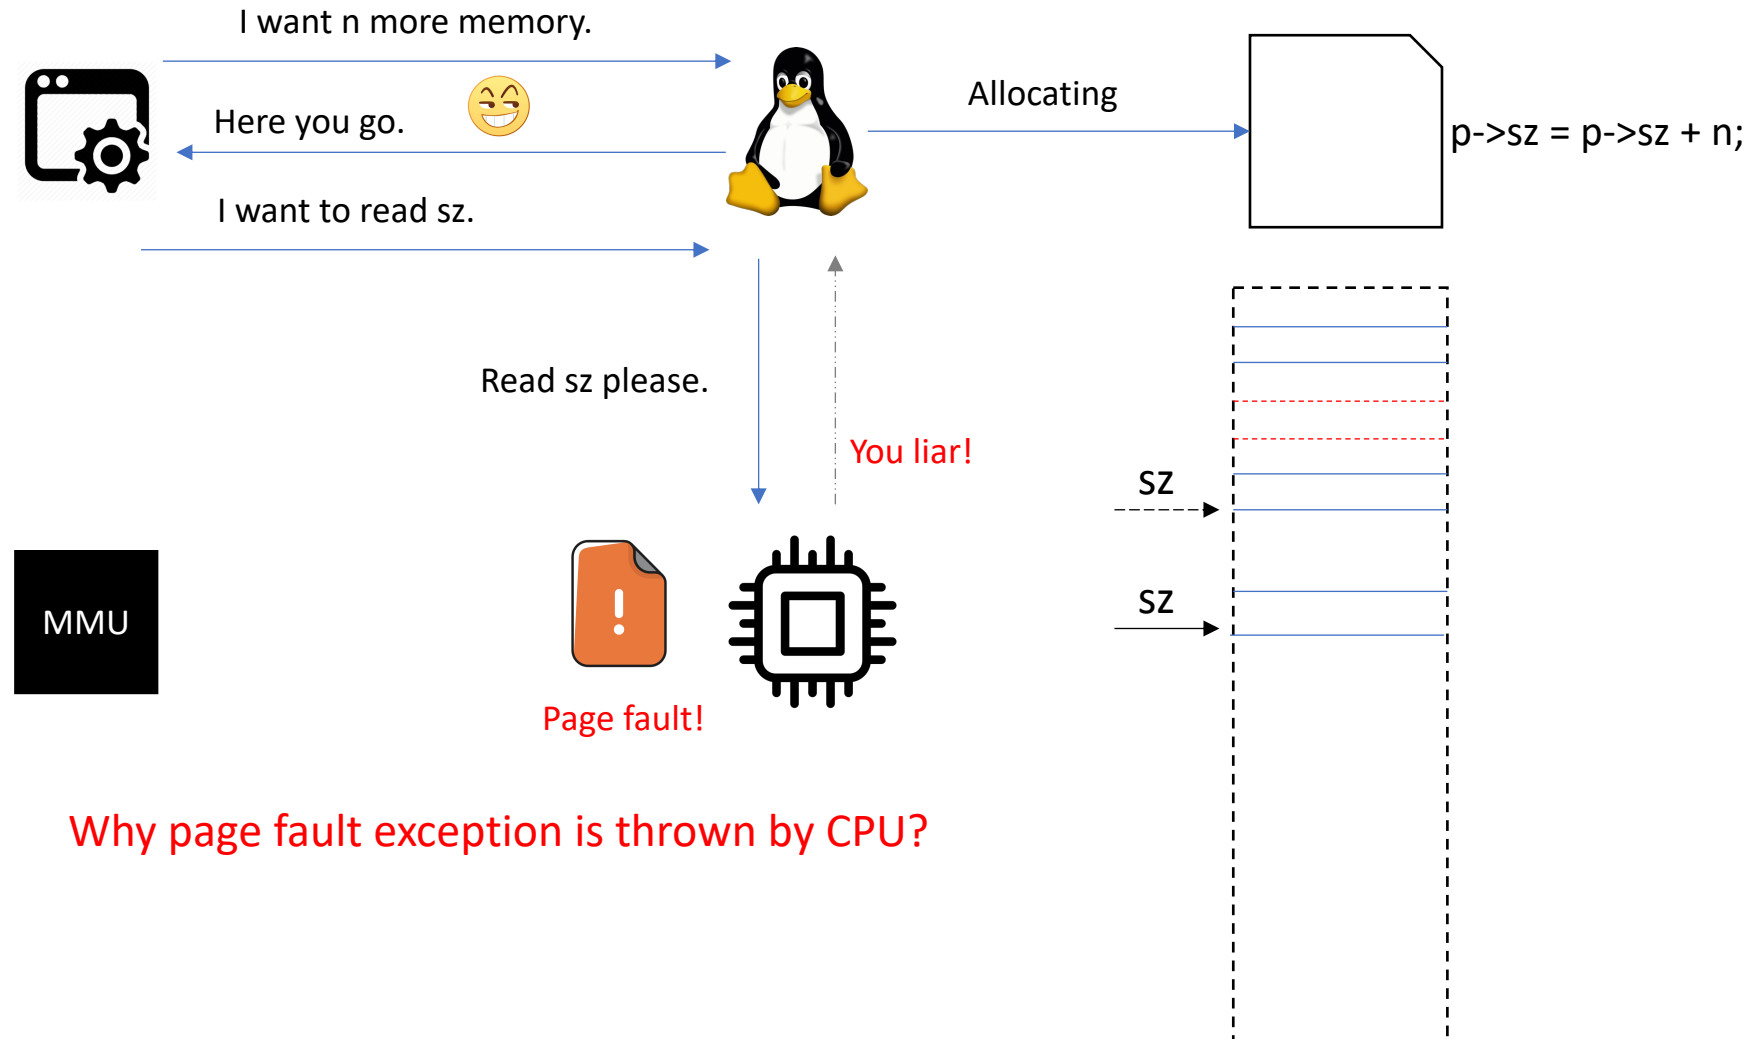 I want n more memory.
Here you go.
Allocating
p->sz = p->sz + n;
I want to read sz.
Read sz please.
You liar!
sz
sz
MMU
Page fault!
Why page fault exception is thrown by CPU?